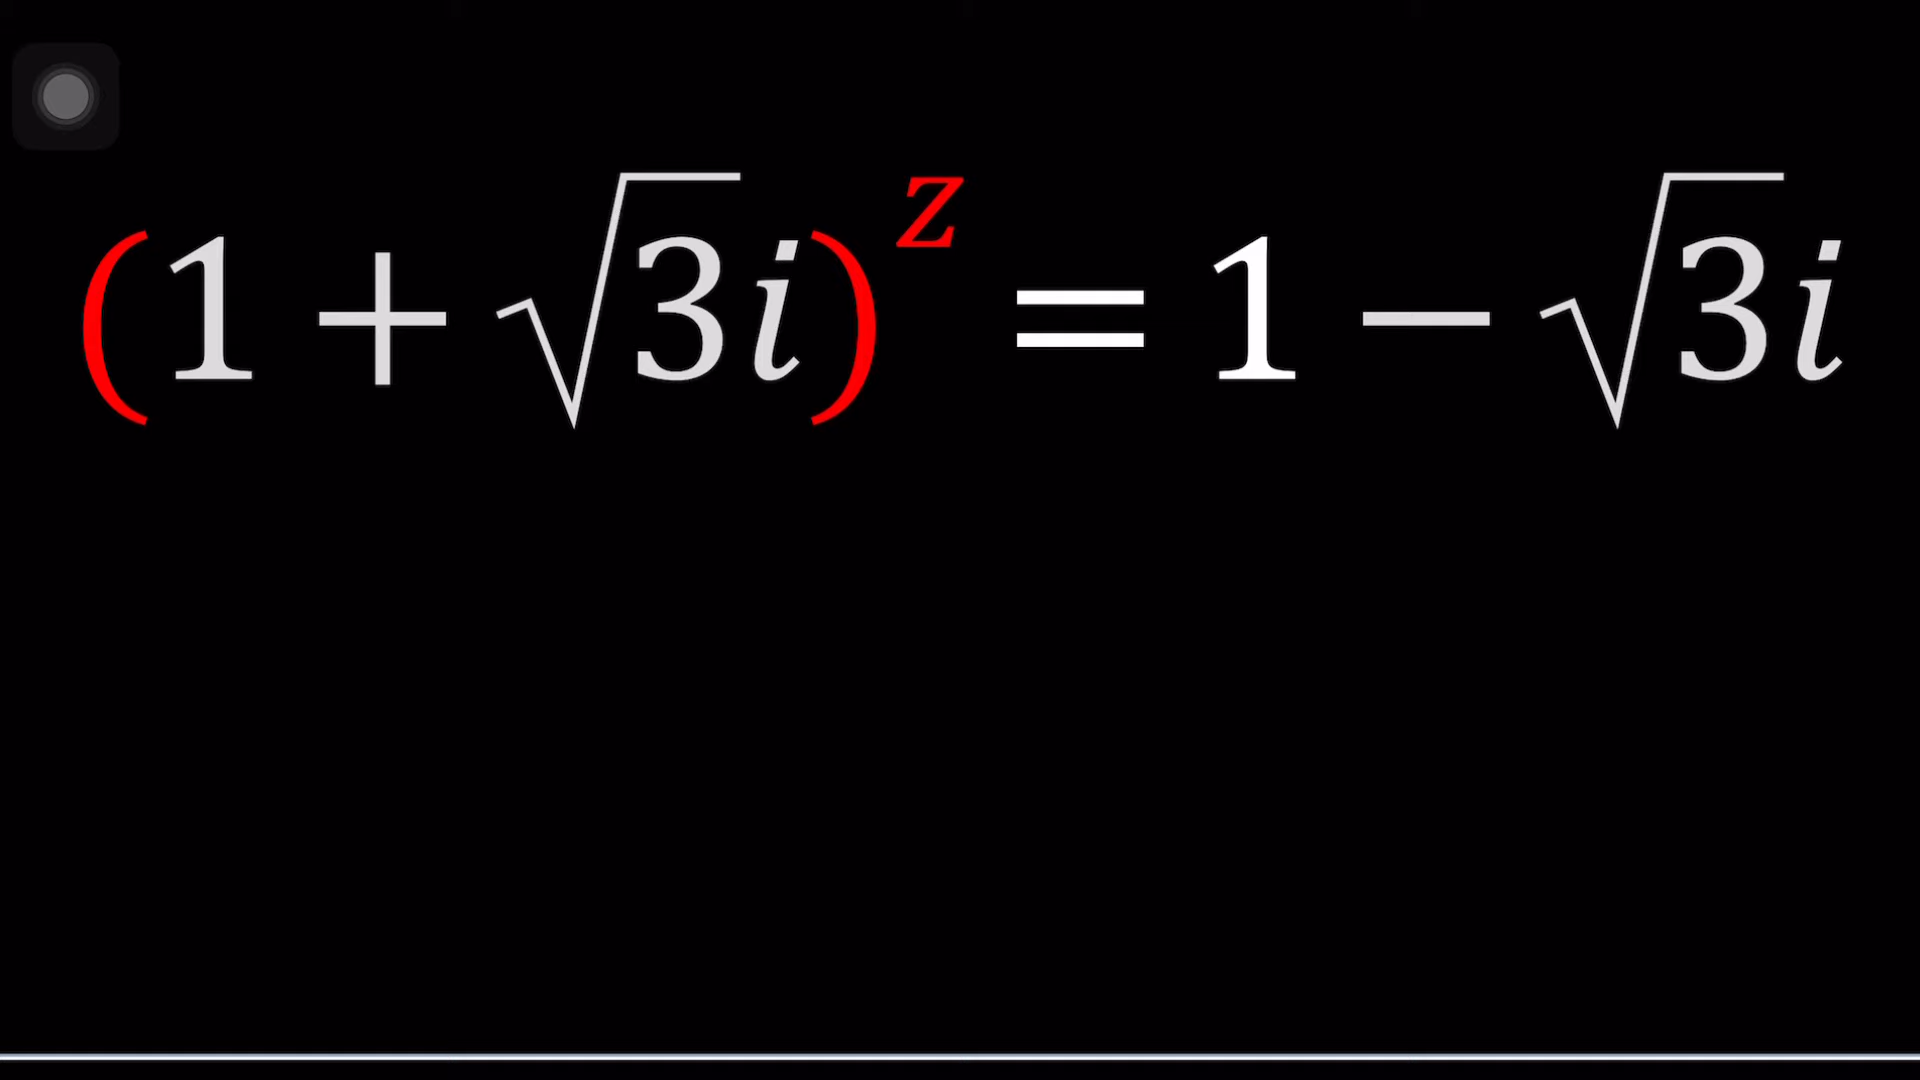 (1 + √3i)^z = 1 − √3i